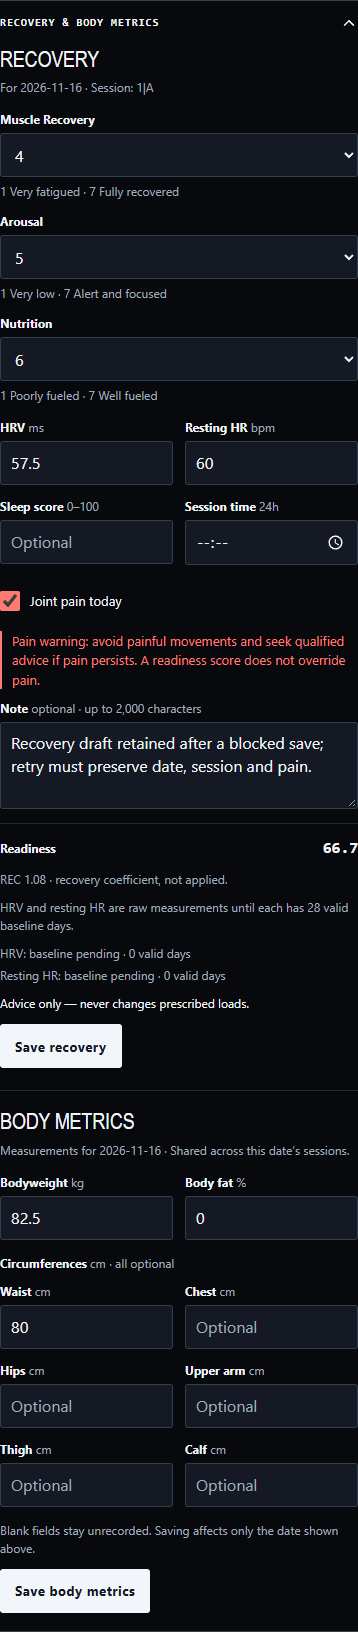 RECOVERY & BODY METRICS
RECOVERY
For 2026-11-16 · Session: 1|A
Muscle Recovery
4
1 Very fatigued · 7 Fully recovered
Arousal
5
1 Very low · 7 Alert and focused
Nutrition
6
1 Poorly fueled · 7 Well fueled
HRV ms Resting HR bpm
57.5 60
Sleep score 0–100 Session time 24h
Optional --:--
Joint pain today
Pain warning: avoid painful movements and seek qualified
advice if pain persists. A readiness score does not override
pain.
Note optional · up to 2,000 characters
Recovery draft retained after a blocked save;
retry must preserve date, session and pain.
Readiness 66.7
REC 1.08 · recovery coefficient, not applied.
HRV and resting HR are raw measurements until each has 28 valid
baseline days.
HRV: baseline pending · 0 valid days
Resting HR: baseline pending · 0 valid days
Advice only — never changes prescribed loads.
Save recovery
BODY METRICS
Measurements for 2026-11-16 · Shared across this date's sessions.
Bodyweight kg Body fat %
82.5 0
Circumferences cm · all optional
Waist cm Chest cm
80 Optional
Hips cm Upper arm cm
Optional Optional
Thigh cm Calf cm
Optional Optional
Blank fields stay unrecorded. Saving affects only the date shown
above.
Save body metrics